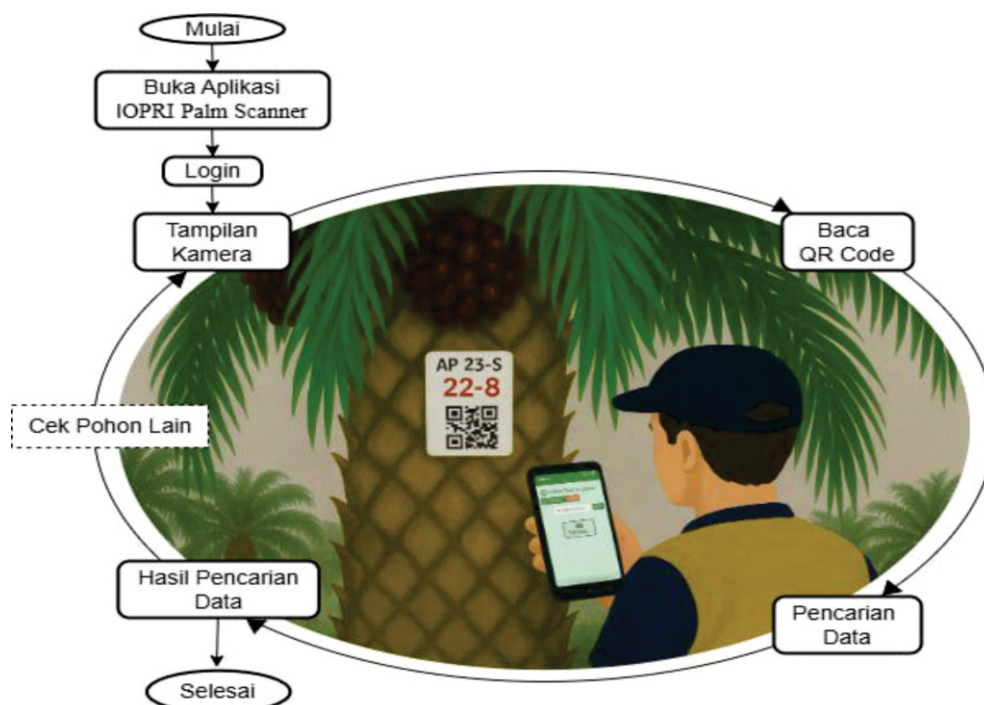 Mulai
Buka Aplikasi
IOPRI Palm Scanner
Login
Tampilan
Kamera
Baca
QR Code
AP 23-S
22-8
Cek Pohon Lain
Hasil Pencarian
Data
Pencarian
Data
Selesai